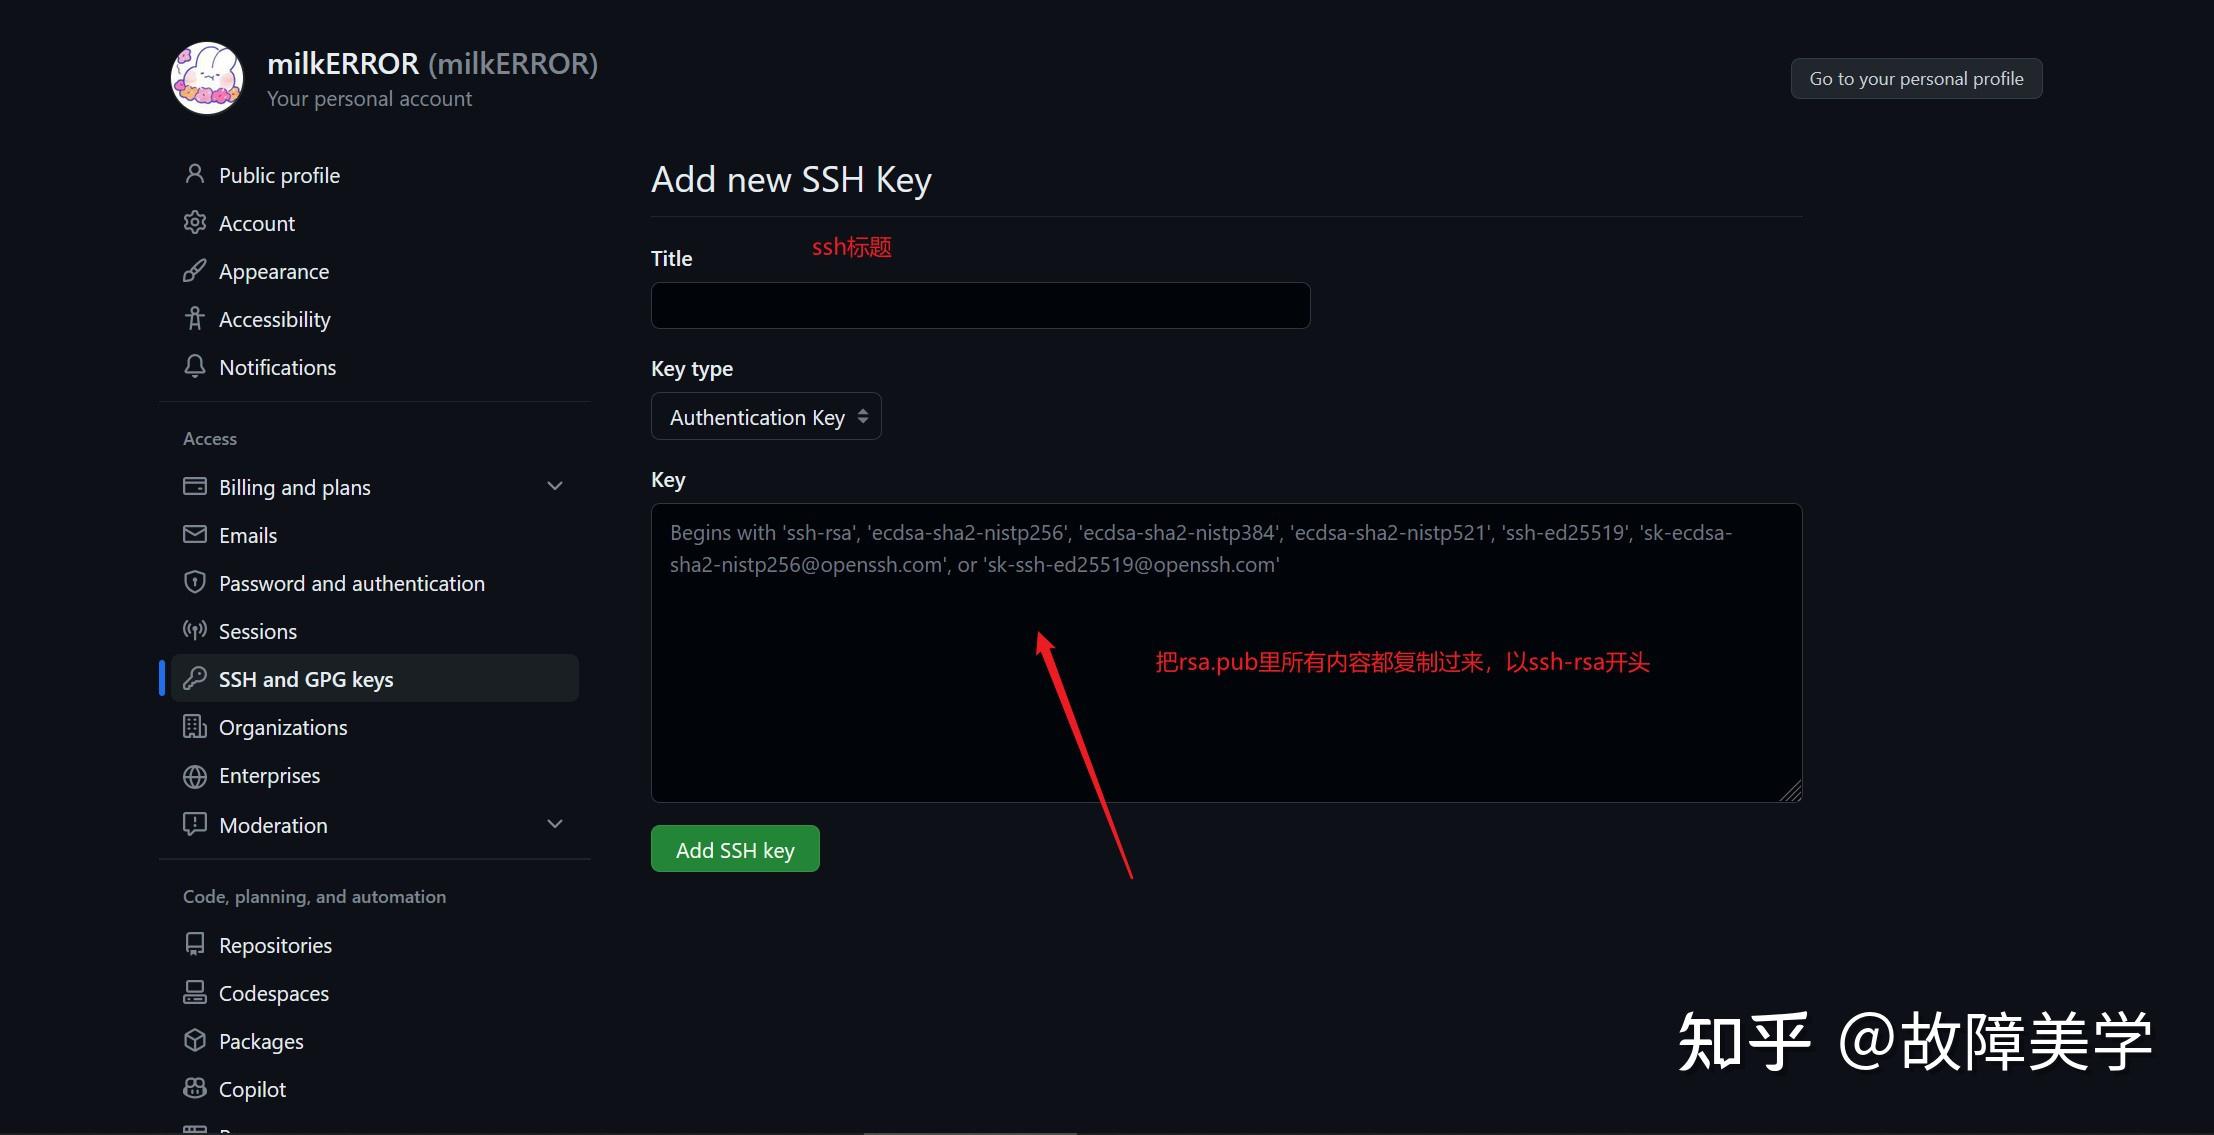 milkERROR (milkERROR)
Your personal account
Go to your personal profile
Public profile
Account
Appearance
Accessibility
Notifications
Access
Billing and plans
Emails
Password and authentication
Sessions
SSH and GPG keys
Organizations
Enterprises
Moderation
Code, planning, and automation
Repositories
Codespaces
Packages
Copilot
Add new SSH Key
ssh标题
Title
Key type
Authentication Key
Key
Begins with 'ssh-rsa', 'ecdsa-sha2-nistp256', 'ecdsa-sha2-nistp384', 'ecdsa-sha2-nistp521', 'ssh-ed25519', 'sk-ecdsa-
sha2-nistp256@openssh.com', or 'sk-ssh-ed25519@openssh.com'
把rsa.pub里所有内容都复制过来，以ssh-rsa开头
Add SSH key
知乎 @故障美学